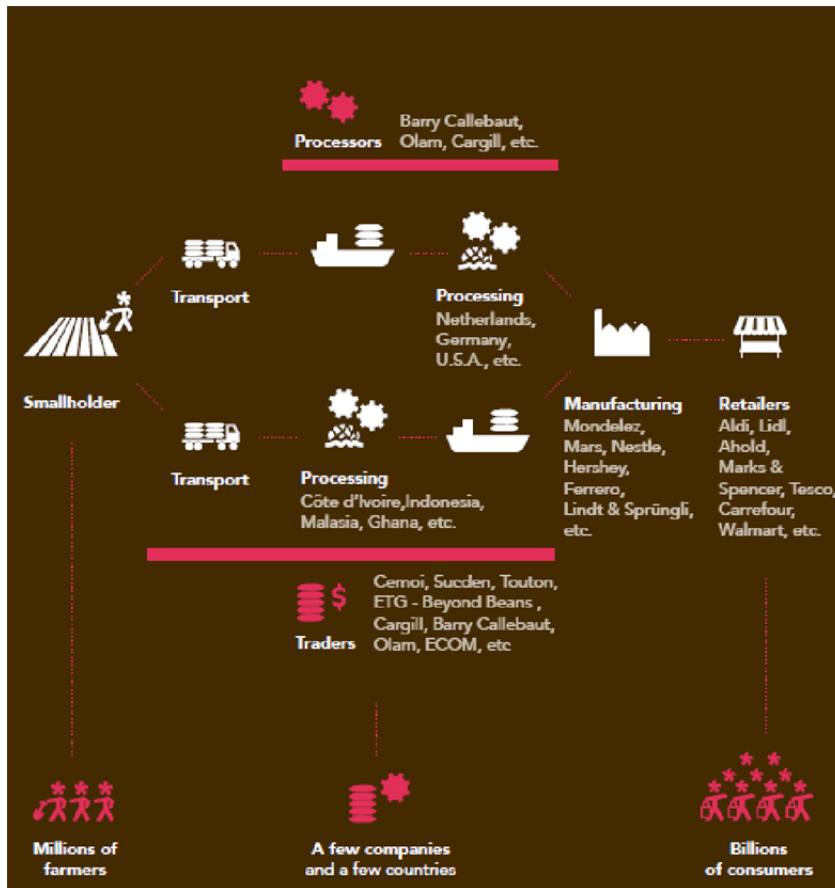 Processors
Barry Callebaut,
Olam, Cargill, etc.
Transport
Processing
Netherlands,
Germany,
U.S.A., etc.
Smallholder
Transport
Processing
Côte d'Ivoire,Indonesia,
Malasia, Ghana, etc.
Manufacturing
Mondelez,
Mars, Nestle,
Hershey,
Ferrero,
Lindt & Sprüngli,
etc.
Retailers
Aldi, Lidl,
Ahold,
Marks &
Spencer, Tesco,
Carrefour,
Walmart, etc.
$
Traders
Cemoi, Sucden, Touton,
ETG - Beyond Beans ,
Cargill, Barry Callebaut,
Olam, ECOM, etc
Millions of
farmers
A few companies
and a few countries
Billions
of consumers